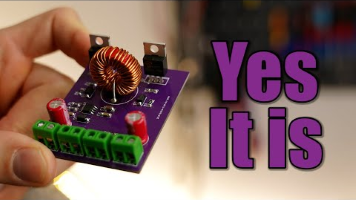 Yes
It is